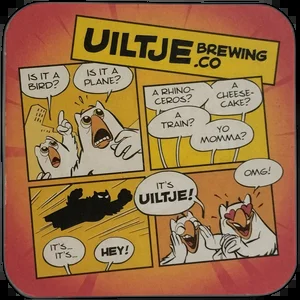 UILTJE BREWING
.CO
IS IT A
BIRD?
IS IT
A PLANE?
A RHINO-
CEROS?
A
CHEESE-
CAKE?
A
TRAIN?
YO
MOMMA?
IT'S...
IT'S...
HEY!
IT'S
UILTJE!
OMG!